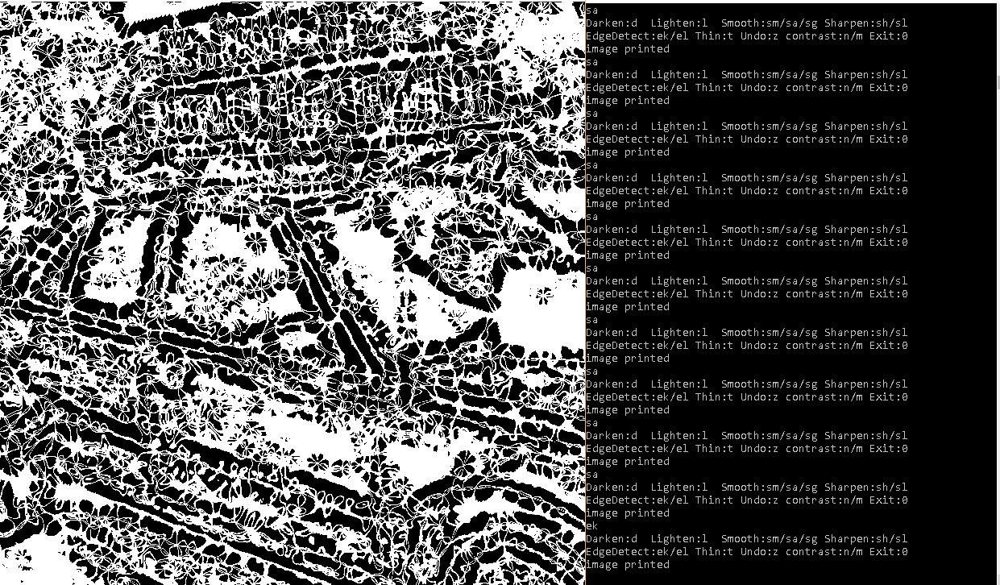 sa
Darken:d  Lighten:l  Smooth:sm/sa/sg Sharpen:sh/sl
EdgeDetect:ek/el Thin:t Undo:z contrast:n/m Exit:0
image printed
sa
Darken:d  Lighten:l  Smooth:sm/sa/sg Sharpen:sh/sl
EdgeDetect:ek/el Thin:t Undo:z contrast:n/m Exit:0
image printed
sa
Darken:d  Lighten:l  Smooth:sm/sa/sg Sharpen:sh/sl
EdgeDetect:ek/el Thin:t Undo:z contrast:n/m Exit:0
image printed
sa
Darken:d  Lighten:l  Smooth:sm/sa/sg Sharpen:sh/sl
EdgeDetect:ek/el Thin:t Undo:z contrast:n/m Exit:0
image printed
sa
Darken:d  Lighten:l  Smooth:sm/sa/sg Sharpen:sh/sl
EdgeDetect:ek/el Thin:t Undo:z contrast:n/m Exit:0
image printed
sa
Darken:d  Lighten:l  Smooth:sm/sa/sg Sharpen:sh/sl
EdgeDetect:ek/el Thin:t Undo:z contrast:n/m Exit:0
image printed
sa
Darken:d  Lighten:l  Smooth:sm/sa/sg Sharpen:sh/sl
EdgeDetect:ek/el Thin:t Undo:z contrast:n/m Exit:0
image printed
sa
Darken:d  Lighten:l  Smooth:sm/sa/sg Sharpen:sh/sl
EdgeDetect:ek/el Thin:t Undo:z contrast:n/m Exit:0
image printed
sa
Darken:d  Lighten:l  Smooth:sm/sa/sg Sharpen:sh/sl
EdgeDetect:ek/el Thin:t Undo:z contrast:n/m Exit:0
image printed
sa
Darken:d  Lighten:l  Smooth:sm/sa/sg Sharpen:sh/sl
EdgeDetect:ek/el Thin:t Undo:z contrast:n/m Exit:0
image printed
ek
Darken:d  Lighten:l  Smooth:sm/sa/sg Sharpen:sh/sl
EdgeDetect:ek/el Thin:t Undo:z contrast:n/m Exit:0
image printed